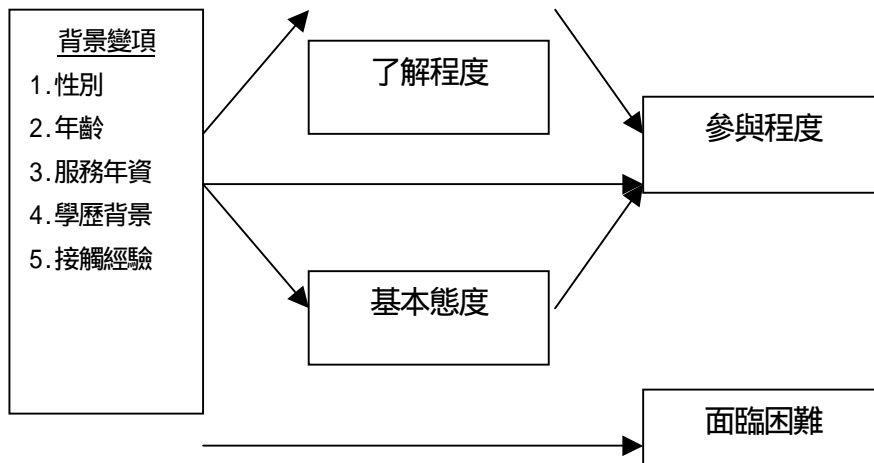 背景變項
1.性別
2.年齡
3.服務年資
4.學歷背景
5.接觸經驗
了解程度
基本態度
參與程度
面臨困難